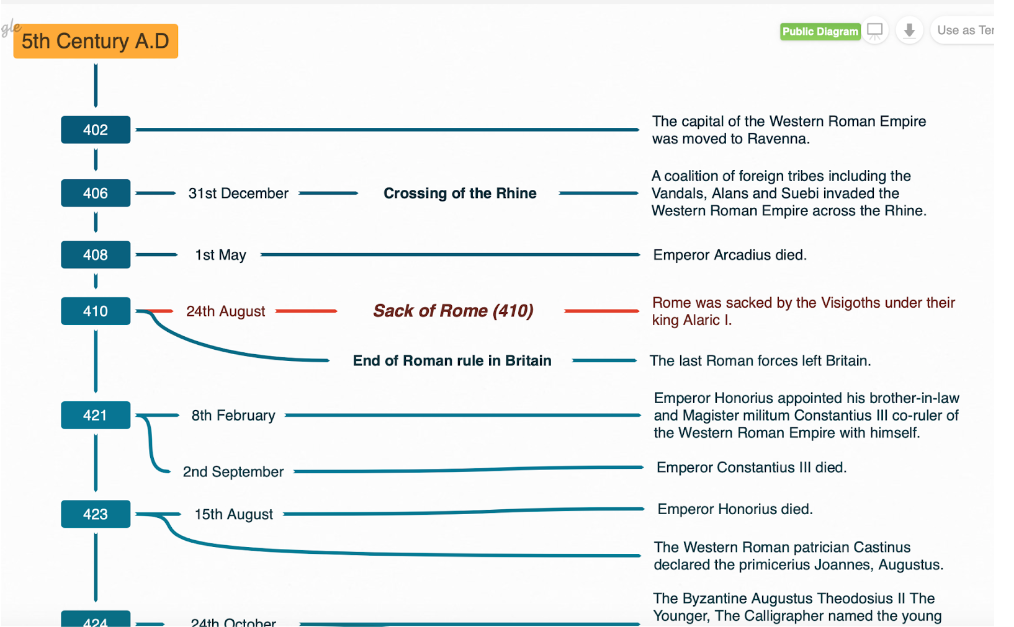 gle
5th Century A.D
Public Diagram
Use as Ter
402
The capital of the Western Roman Empire
was moved to Ravenna.
406
31st December
Crossing of the Rhine
A coalition of foreign tribes including the
Vandals, Alans and Suebi invaded the
Western Roman Empire across the Rhine.
408
1st May
Emperor Arcadius died.
410
24th August
Sack of Rome (410)
Rome was sacked by the Visigoths under their
king Alaric I.
End of Roman rule in Britain
The last Roman forces left Britain.
421
8th February
Emperor Honorius appointed his brother-in-law
and Magister militum Constantius III co-ruler of
the Western Roman Empire with himself.
2nd September
Emperor Constantius III died.
423
15th August
Emperor Honorius died.
The Western Roman patrician Castinus
declared the primicerius Joannes, Augustus.
424
24th October
The Byzantine Augustus Theodosius II The
Younger, The Calligrapher named the young